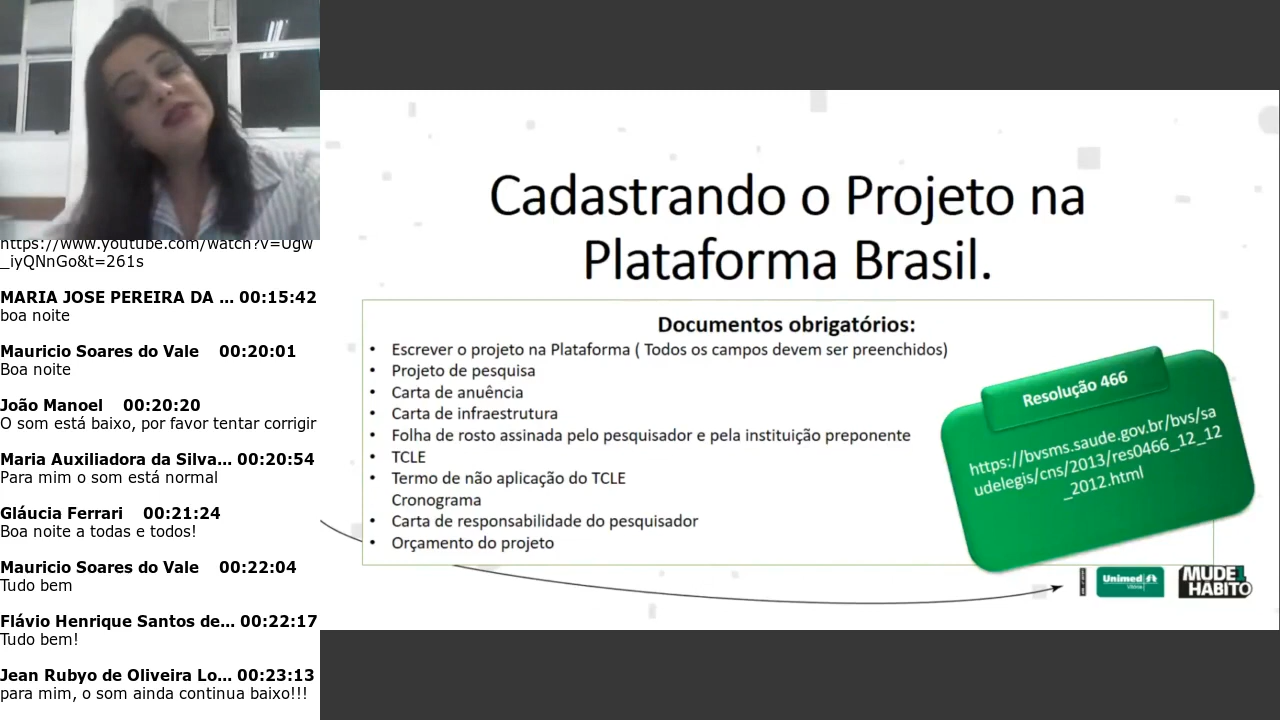 https://www.youtube.com/watch?v=Ugw
_iyQNnGo&t=261s
MARIA JOSE PEREIRA DA ... 00:15:42
boa noite
Mauricio Soares do Vale 00:20:01
Boa noite
João Manoel 00:20:20
O som está baixo, por favor tentar corrigir
Maria Auxiliadora da Silva... 00:20:54
Para mim o som está normal
Gláucia Ferrari 00:21:24
Boa noite a todas e todos!
Mauricio Soares do Vale 00:22:04
Tudo bem
Flávio Henrique Santos de... 00:22:17
Tudo bem!
Jean Rubyo de Oliveira Lo... 00:23:13
para mim, o som ainda continua baixo!!!
Cadastrando o Projeto na
Plataforma Brasil.
Documentos obrigatórios:
• Escrever o projeto na Plataforma ( Todos os campos devem ser preenchidos)
• Projeto de pesquisa
• Carta de anuência
• Carta de infraestrutura
• Folha de rosto assinada pelo pesquisador e pela instituição preponente
• TCLE
• Termo de não aplicação do TCLE
Cronograma
• Carta de responsabilidade do pesquisador
• Orçamento do projeto
Resolução 466
https://bvsms.saude.gov.br/bvs/sa
udelegis/cns/2013/res0466_12_12
_2012.html
Unimed
MUDE1
HABITO